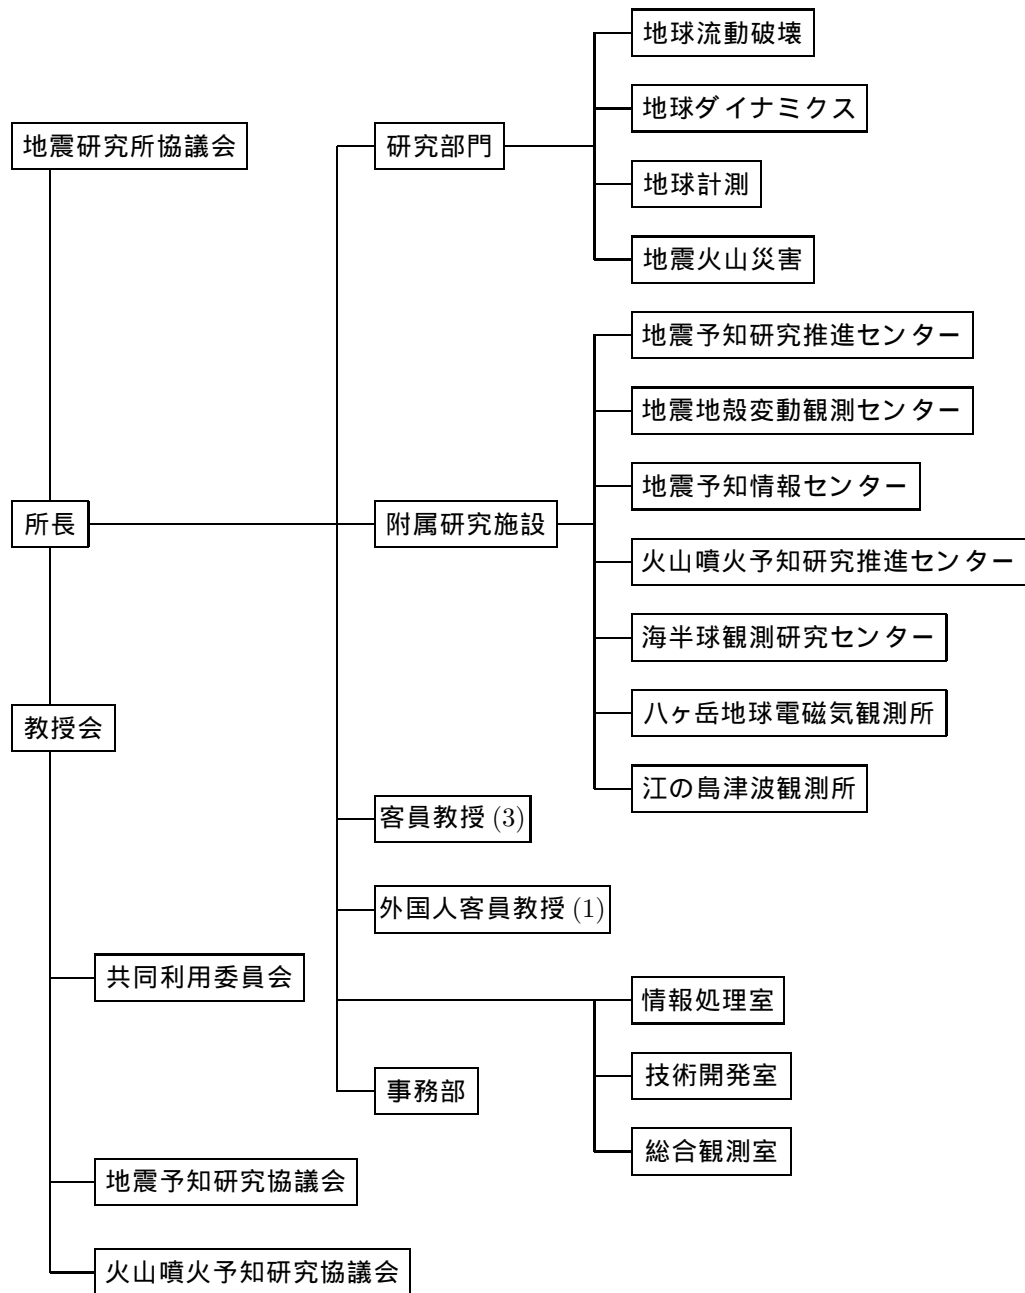 地震研究所協議会
所長
教授会
共同利用委員会
地震予知研究協議会
火山噴火予知研究協議会
研究部門
地球流動破壊
地球ダイナミクス
地球計測
地震火山災害
附属研究施設
地震予知研究推進センター
地震地殻変動観測センター
地震予知情報センター
火山噴火予知研究推進センター
海半球観測研究センター
八ヶ岳地球電磁気観測所
江の島津波観測所
客員教授 (3)
外国人客員教授 (1)
情報処理室
技術開発室
総合観測室
事務部